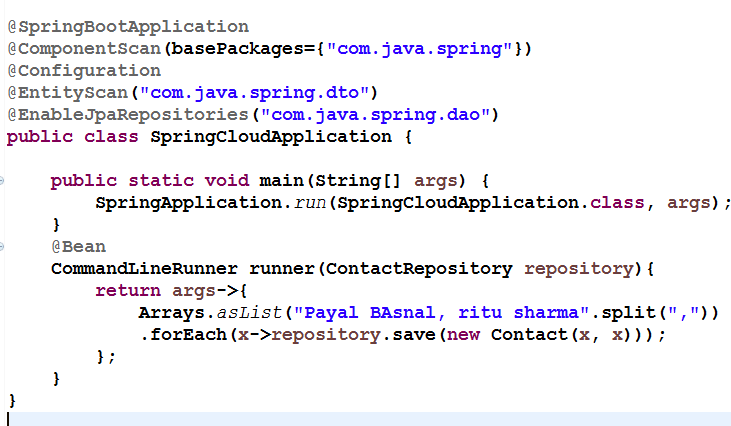 @SpringBootApplication
@ComponentScan(basePackages={"com.java.spring"})
@Configuration
@EntityScan("com.java.spring.dto")
@EnableJpaRepositories("com.java.spring.dao")
public class SpringCloudApplication {
    public static void main(String[] args) {
        SpringApplication.run(SpringCloudApplication.class, args);
    }
    @Bean
    CommandLineRunner runner(ContactRepository repository){
        return args->{
            Arrays.asList("Payal BAsnal, ritu sharma".split(","))
            .forEach(x->repository.save(new Contact(x, x)));
        };
    }
}